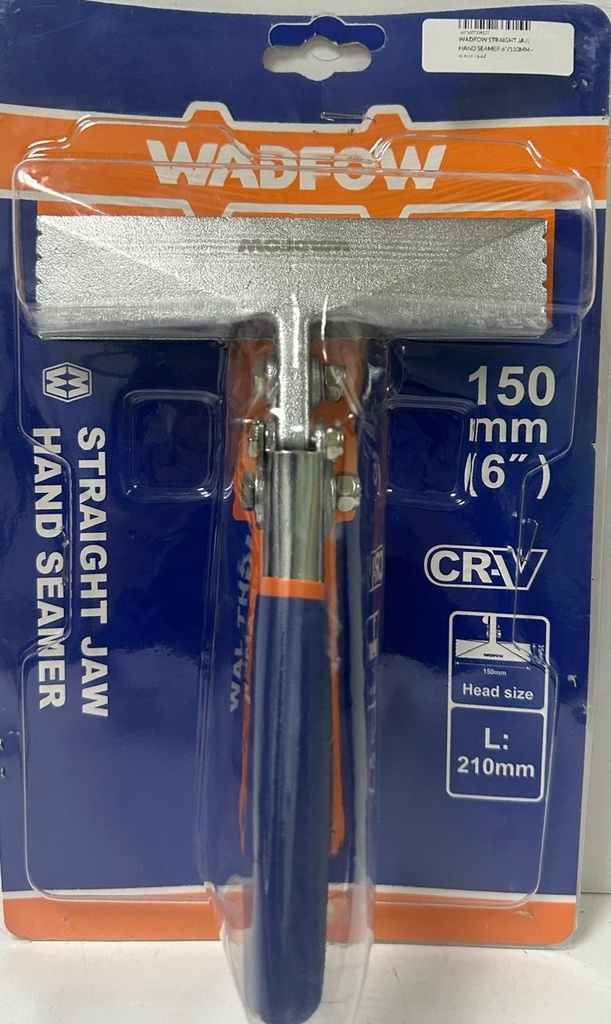 WADFOW STRAIGHT JAW
HAND SEAMER 6"/150MM -
WADFOW
WADFOW
150
mm
(6″)
STRAIGHT JAW
HAND SEAMER
CR-V
WADFOW
150mm
Head size
L:
210mm